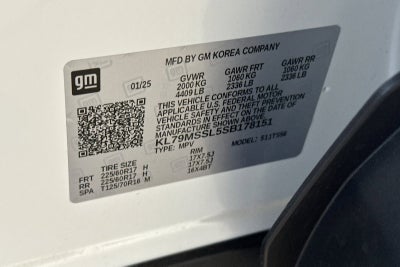 MFD BY GM KOREA COMPANY
gm
01/25
GVWR GAWR FRT GAWR RR
2000 KG 1060 KG 1060 KG
4409 LB 2336 LB 2336 LB
THIS VEHICLE CONFORMS TO ALL
APPLICABLE U.S. FEDERAL MOTOR
VEHICLE SAFETY AND THEFT PREVENTION
STANDARDS IN EFFECT ON THE DATE OF
MANUFACTURE SHOWN ABOVE.
KL79MSSL5SB178151
TYPE: MPV MODEL:
TIRE SIZE RIM
FRT 225/60R17 H 17X7.5J
RR 225/60R17 H 17X7.5J
SPA T125/70R16 M 16X4BT